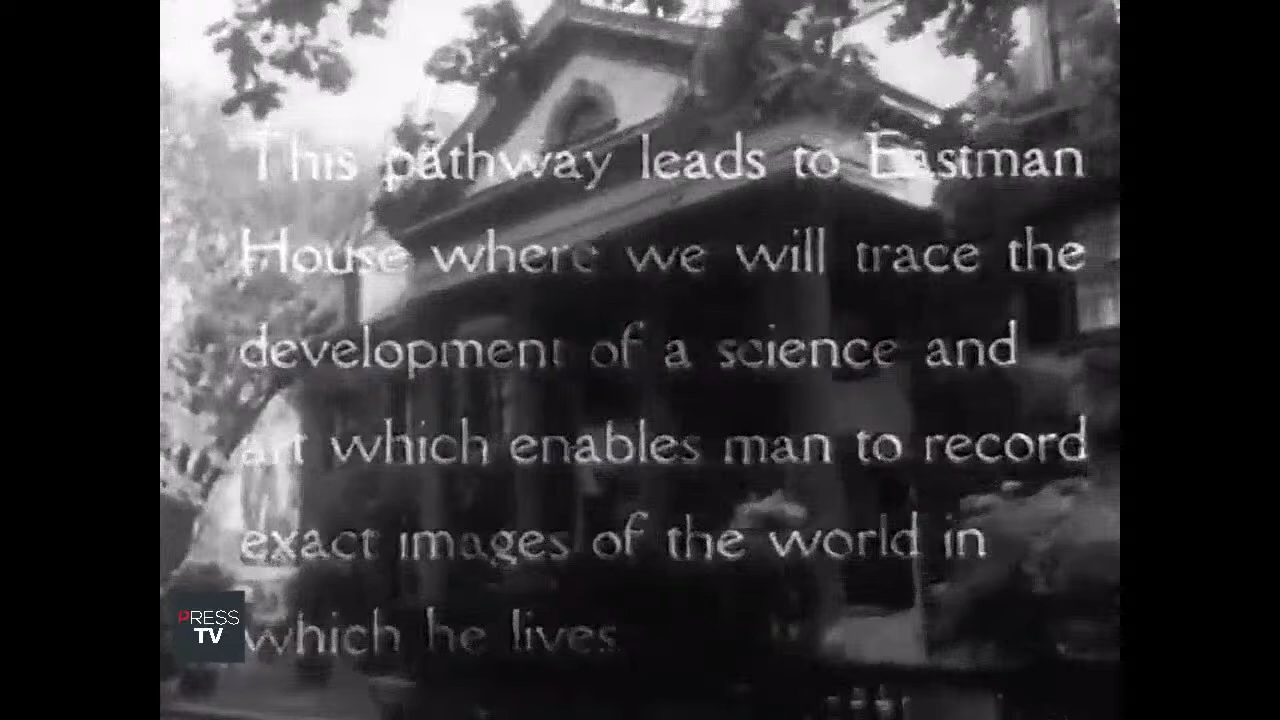 This pathway leads to Eastman
House where we will trace the
development of a science and
art which enables man to record
exact images of the world in
which he lives
PRESS
TV